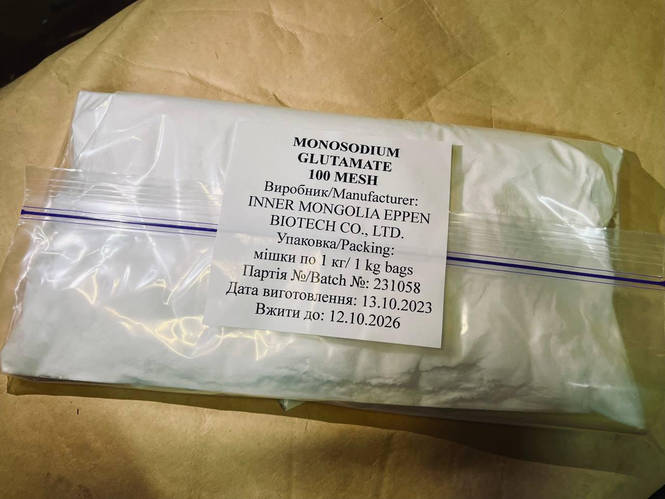 MONOSODIUM
GLUTAMATE
100 MESH
Виробник/Manufacturer:
INNER MONGOLIA EPPEN
BIOTECH CO., LTD.
Упаковка/Packing:
мішки по 1 кг/ 1 kg bags
Партія №/Batch №: 231058
Дата виготовлення: 13.10.2023
Вжити до: 12.10.2026